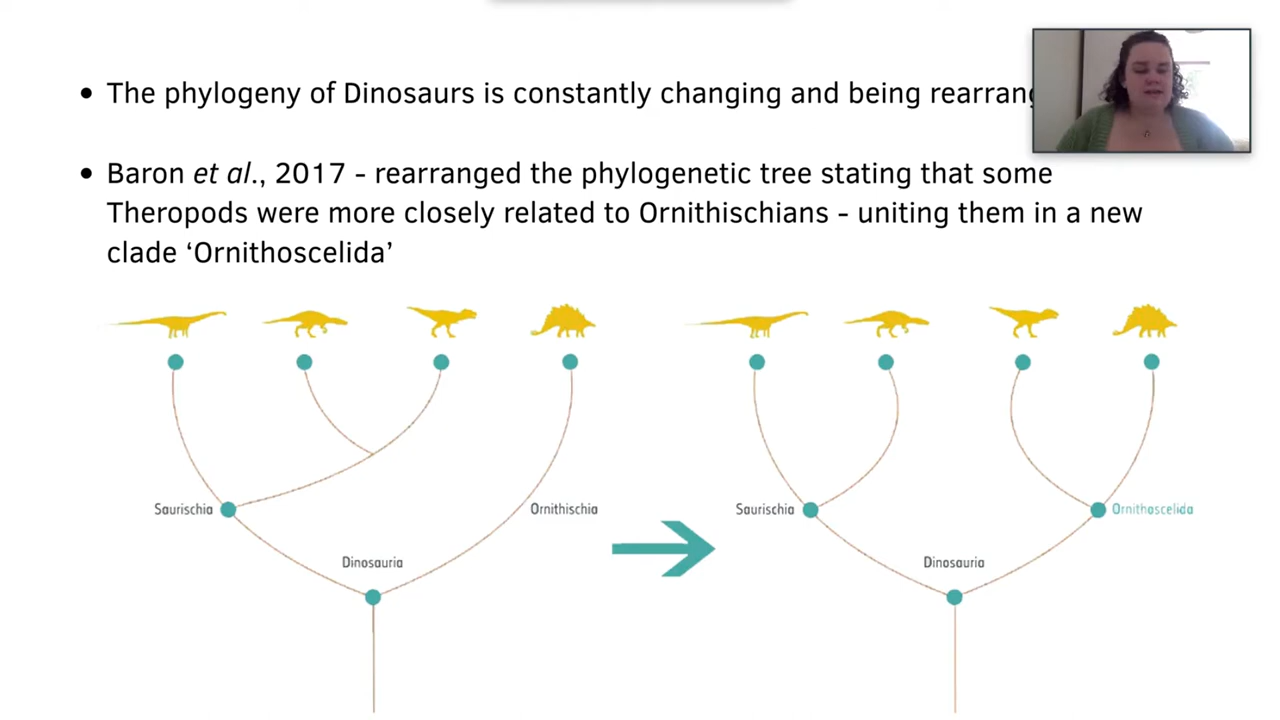 The phylogeny of Dinosaurs is constantly changing and being
Baron et al., 2017 - rearranged the phylogenetic tree stating that some
Theropods were more closely related to Ornithischians - uniting them in a new
clade ‘Ornithoscelida’
Saurischia
Ornithischia
Dinosauria
Saurischia
Ornithoscelida
Dinosauria